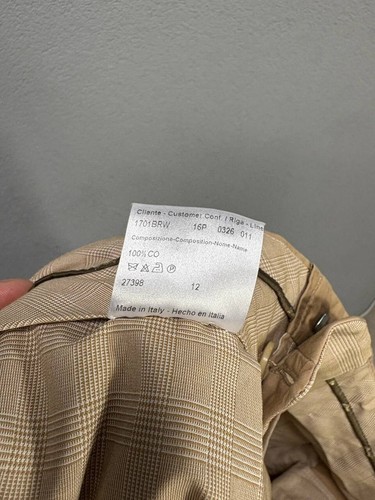 Cliente - Customer Conf. / Riga - Line
1701BRW 16P 0326 011
Composizione-Composition-Nome-Name
100%CO
27398 12
Made in Italy - Hecho en Italia